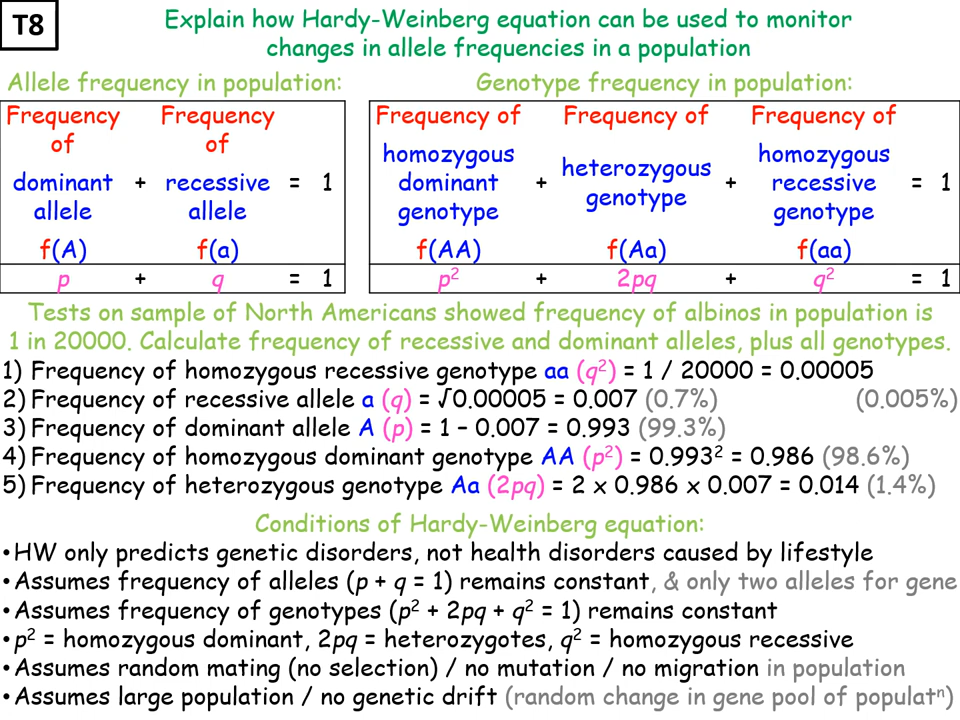 T8
Explain how Hardy-Weinberg equation can be used to monitor
changes in allele frequencies in a population
Allele frequency in population:
Genotype frequency in population:
Frequency of dominant allele + Frequency of recessive allele = 1
f(A) f(a)
p + q = 1
Frequency of homozygous dominant genotype + Frequency of heterozygous genotype + Frequency of homozygous recessive genotype = 1
f(AA) f(Aa) f(aa)
p² + 2pq + q² = 1
Tests on sample of North Americans showed frequency of albinos in population is
1 in 20000. Calculate frequency of recessive and dominant alleles, plus all genotypes.
1) Frequency of homozygous recessive genotype aa (q²) = 1 / 20000 = 0.00005
2) Frequency of recessive allele a (q) = √0.00005 = 0.007 (0.7%) (0.005%)
3) Frequency of dominant allele A (p) = 1 – 0.007 = 0.993 (99.3%)
4) Frequency of homozygous dominant genotype AA (p²) = 0.993² = 0.986 (98.6%)
5) Frequency of heterozygous genotype Aa (2pq) = 2 x 0.986 x 0.007 = 0.014 (1.4%)
Conditions of Hardy-Weinberg equation:
•HW only predicts genetic disorders, not health disorders caused by lifestyle
•Assumes frequency of alleles (p + q = 1) remains constant, & only two alleles for gene
•Assumes frequency of genotypes (p² + 2pq + q² = 1) remains constant
•p² = homozygous dominant, 2pq = heterozygotes, q² = homozygous recessive
•Assumes random mating (no selection) / no mutation / no migration in population
•Assumes large population / no genetic drift (random change in gene pool of populatⁿ)